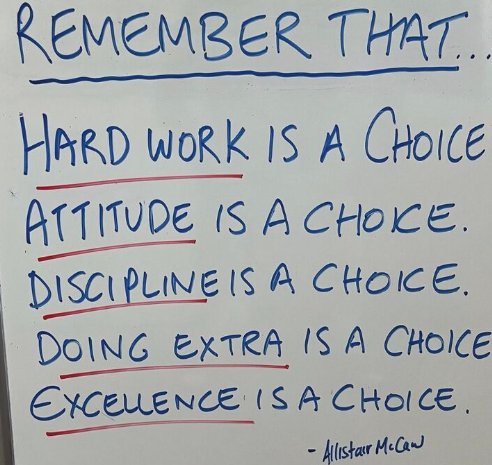 REMEMBER THAT...
HARD WORK IS A CHOICE
ATTITUDE IS A CHOICE.
DISCIPLINE IS A CHOICE.
DOING EXTRA IS A CHOICE
EXCELLENCE IS A CHOICE.
- Allistair McCaw